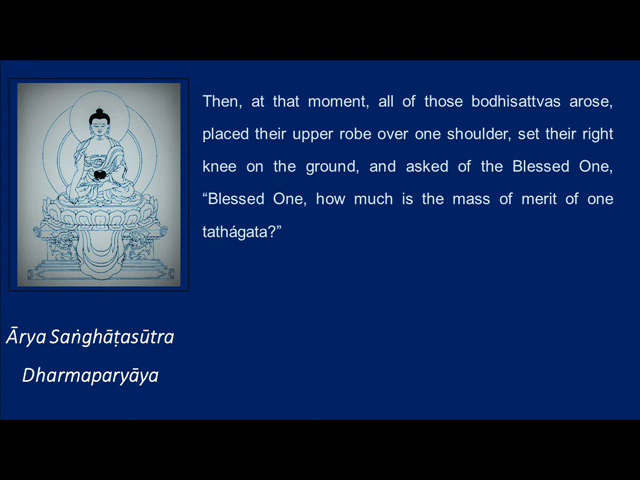 Then, at that moment, all of those bodhisattvas arose,
placed their upper robe over one shoulder, set their right
knee on the ground, and asked of the Blessed One,
“Blessed One, how much is the mass of merit of one
tathágata?”
Ārya Saṅghāṭasūtra
Dharmaparyāya